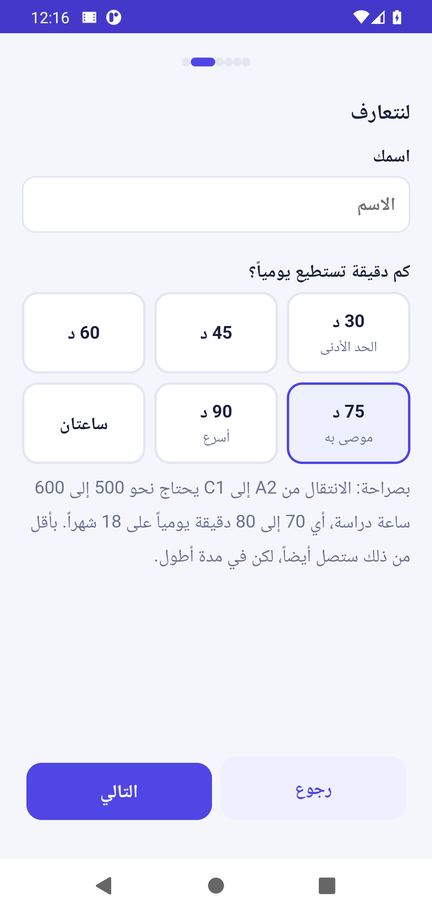 12:16
لنتعارف
اسمك
الاسم
كم دقيقة تستطيع يومياً؟
30 د
الحد الأدنى
45 د
60 د
75 د
موصى به
90 د
أسرع
ساعتان
بصراحة: الانتقال من A2 إلى C1 يحتاج نحو 500 إلى 600
ساعة دراسة، أي 70 إلى 80 دقيقة يومياً على 18 شهراً. بأقل
من ذلك ستصل أيضاً، لكن في مدة أطول.
رجوع
التالي